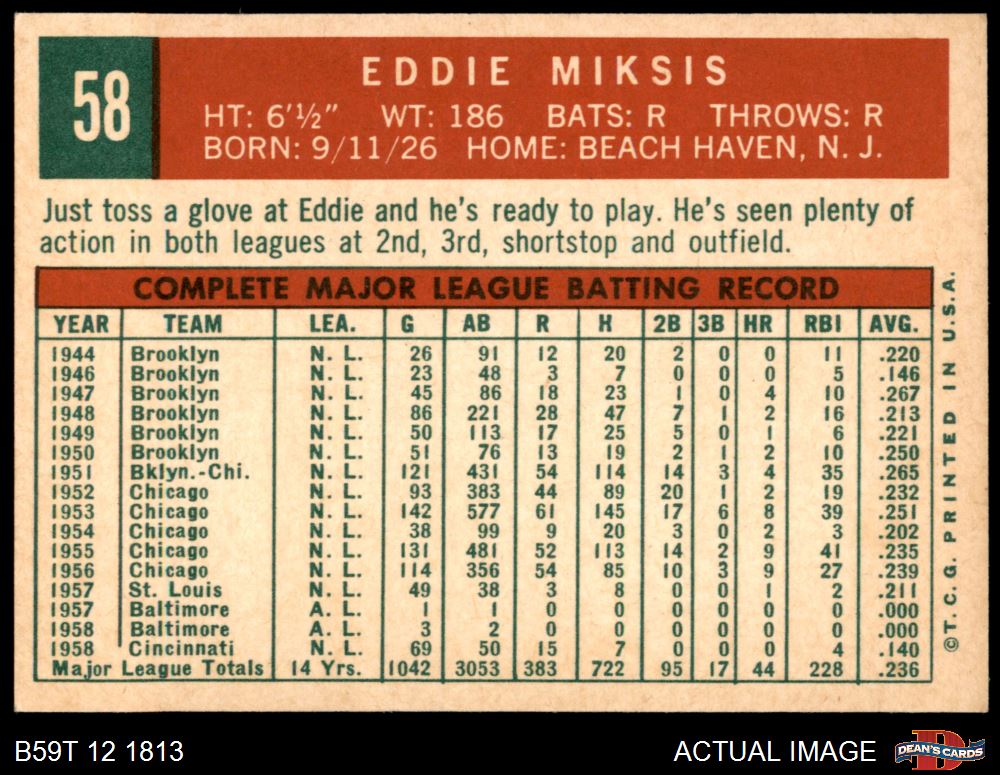 58
EDDIE MIKSIS
HT: 6'½" WT: 186 BATS: R THROWS: R
BORN: 9/11/26 HOME: BEACH HAVEN, N. J.
Just toss a glove at Eddie and he's ready to play. He's seen plenty of
action in both leagues at 2nd, 3rd, shortstop and outfield.
COMPLETE MAJOR LEAGUE BATTING RECORD
YEAR TEAM LEA. G AB R H 2B 3B HR RBI AVG.
1944 Brooklyn N. L. 26 91 12 20 2 0 0 11 .220
1946 Brooklyn N. L. 23 48 3 7 0 0 0 5 .146
1947 Brooklyn N. L. 45 86 18 23 1 0 4 10 .267
1948 Brooklyn N. L. 86 221 28 47 7 1 2 16 .213
1949 Brooklyn N. L. 50 113 17 25 5 0 1 6 .221
1950 Brooklyn N. L. 51 76 13 19 2 1 2 10 .250
1951 Bklyn.-Chi. N. L. 121 431 54 114 14 3 4 35 .265
1952 Chicago N. L. 93 383 44 89 20 1 2 19 .232
1953 Chicago N. L. 142 577 61 145 17 6 8 39 .251
1954 Chicago N. L. 38 99 9 20 3 0 2 3 .202
1955 Chicago N. L. 131 481 52 113 14 2 9 41 .235
1956 Chicago N. L. 114 356 54 85 10 3 9 27 .239
1957 St. Louis N. L. 49 38 3 8 0 0 1 2 .211
1957 Baltimore A. L. 1 1 0 0 0 0 0 0 .000
1958 Baltimore A. L. 3 2 0 0 0 0 0 0 .000
1958 Cincinnati N. L. 69 50 15 7 0 0 0 4 .140
Major League Totals 14 Yrs. 1042 3053 383 722 95 17 44 228 .236
©T. C. G. PRINTED IN U.S.A.
B59T 12 1813
ACTUAL IMAGE
DEAN'S CARDS